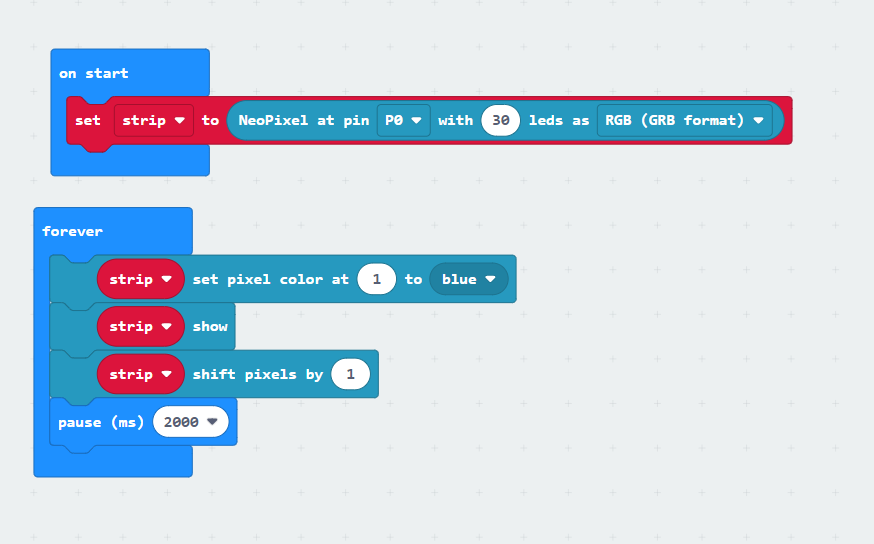 on start
set strip to NeoPixel at pin P0 with 30 leds as RGB (GRB format)
forever
strip set pixel color at 1 to blue
strip show
strip shift pixels by 1
pause (ms) 2000